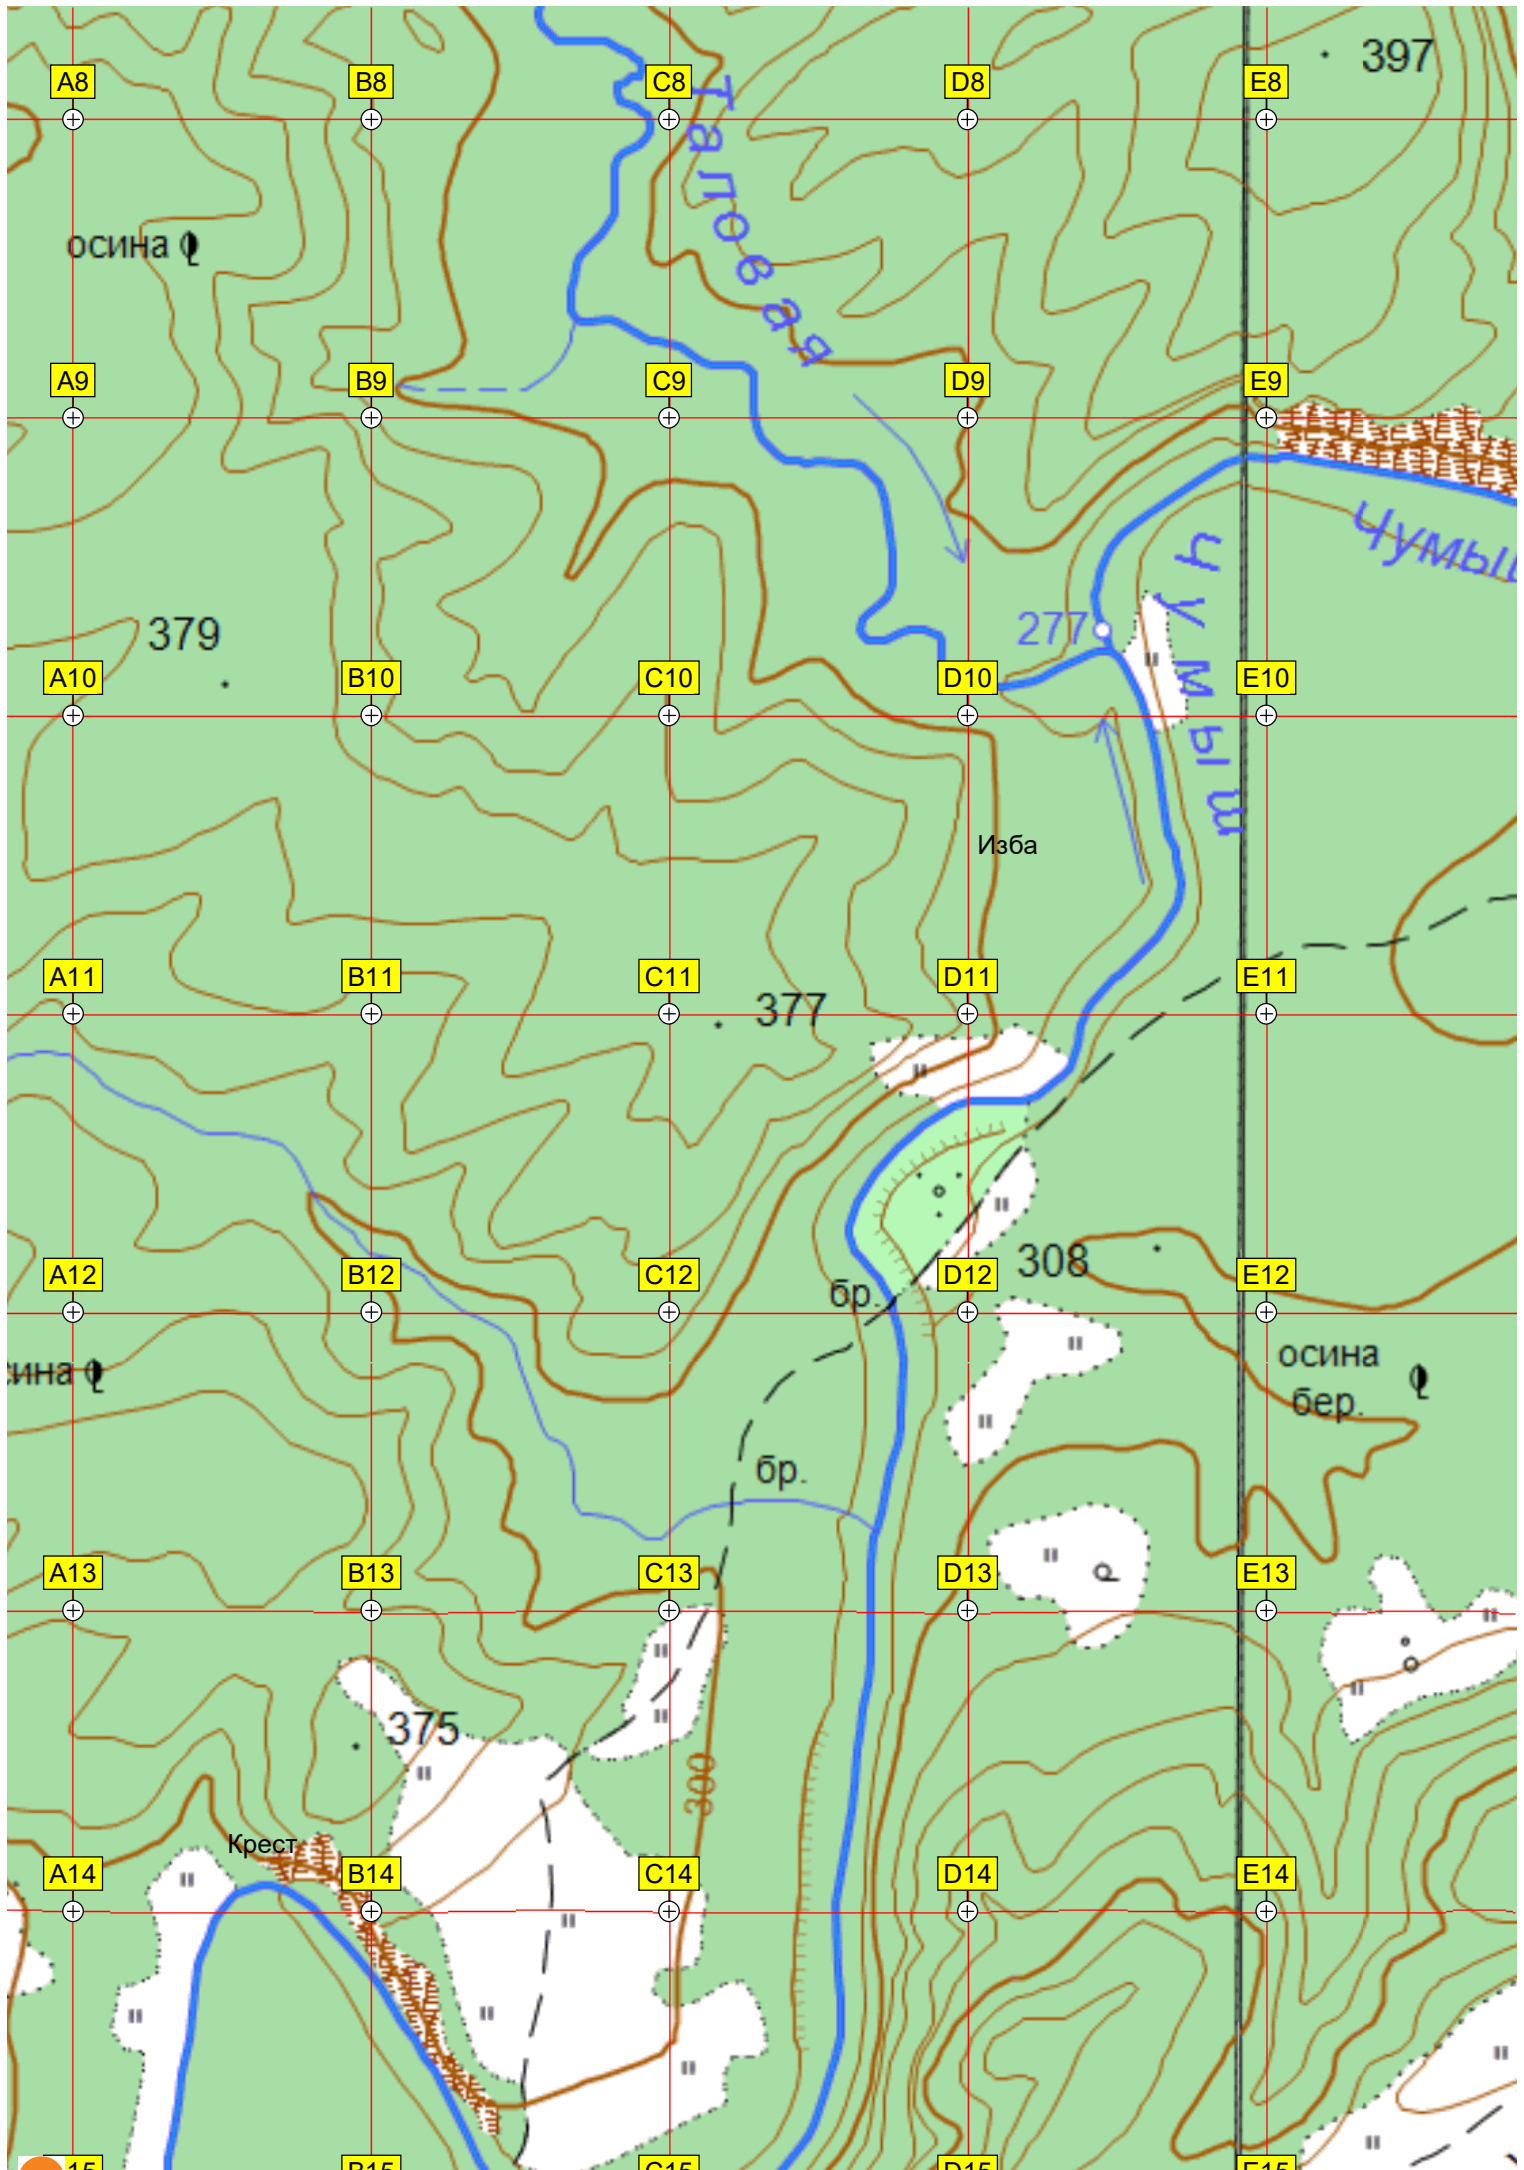 397
A8 B8 C8 D8 E8
Таловая
осина
A9 B9 C9 D9 E9
Чумыш
379
277
A10 B10 C10 D10 E10
Изба
A11 B11 C11 D11 E11
377
308
A12 B12 C12 D12 E12
бр.
осина
бер.
бр.
A13 B13 C13 D13 E13
375
300
Крест
A14 B14 C14 D14 E14